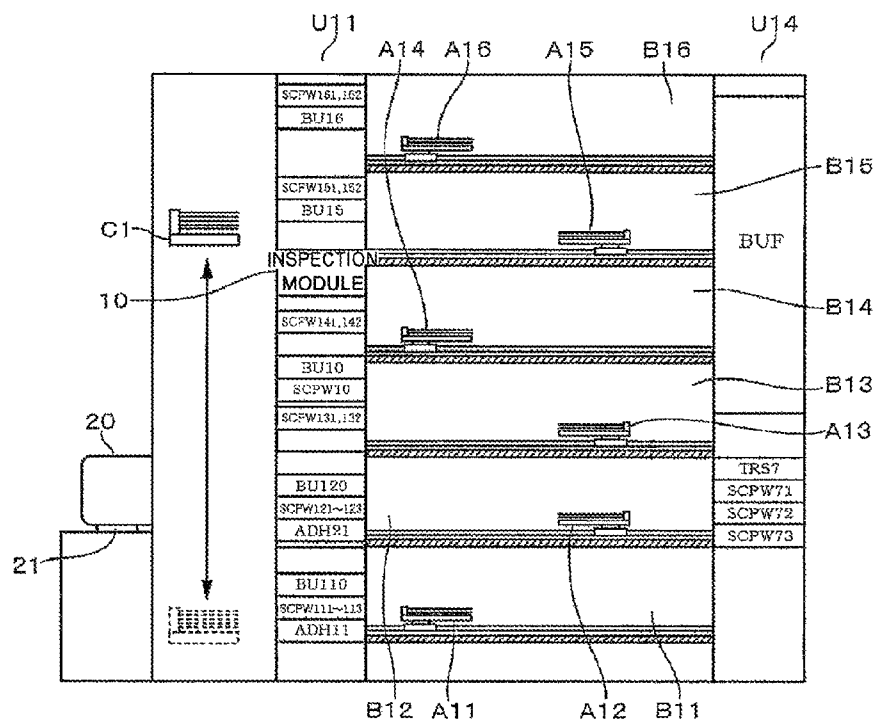 U11
A14
A16
A15
B16
U14
SCPW161,162
BU16
B15
SCPW151,152
BU15
C1
BUF
INSPECTION
MODULE
10
B14
SCPW141,142
BU10
SCPW10
B13
SCPW131,132
A13
20
TRS7
BU120
SCPW71
SCPW121~123
SCPW72
ADH21
SCPW73
21
BU110
SCPW111~113
ADH11
B12
A11
A12
B11